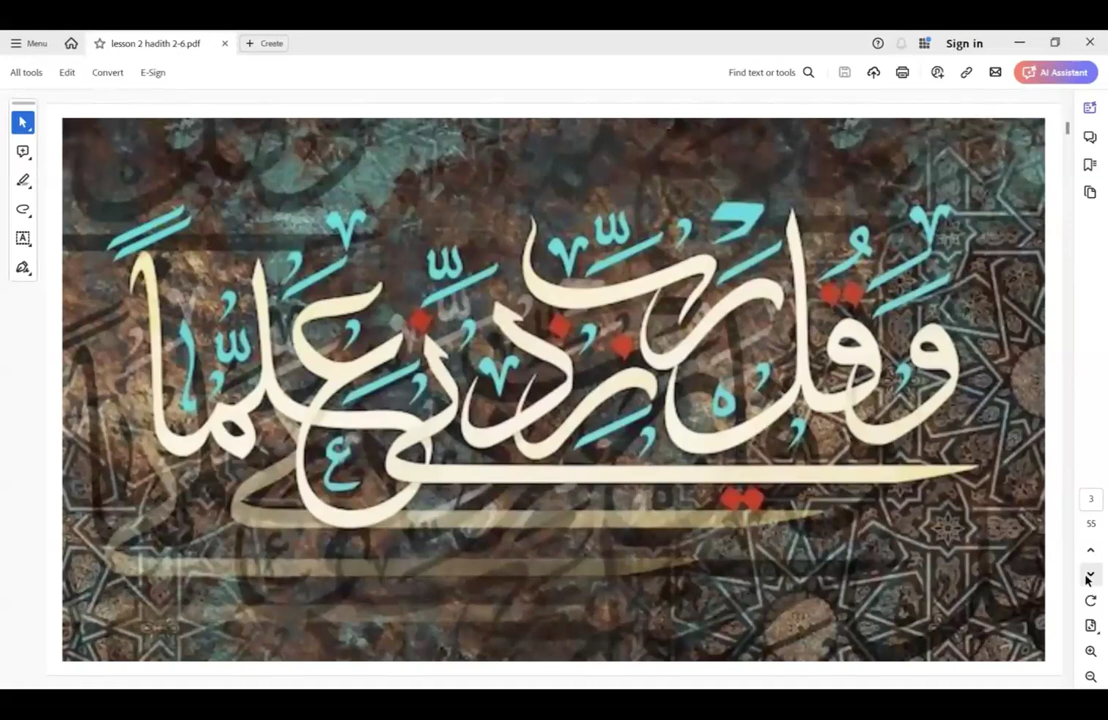 Menu
lesson 2 hadith 2-6.pdf
Create
Sign in
All tools
Edit
Convert
E-Sign
Find text or tools
AI Assistant
وَقُل رَّبِّ زِدْنِي عِلْمًا
3
55